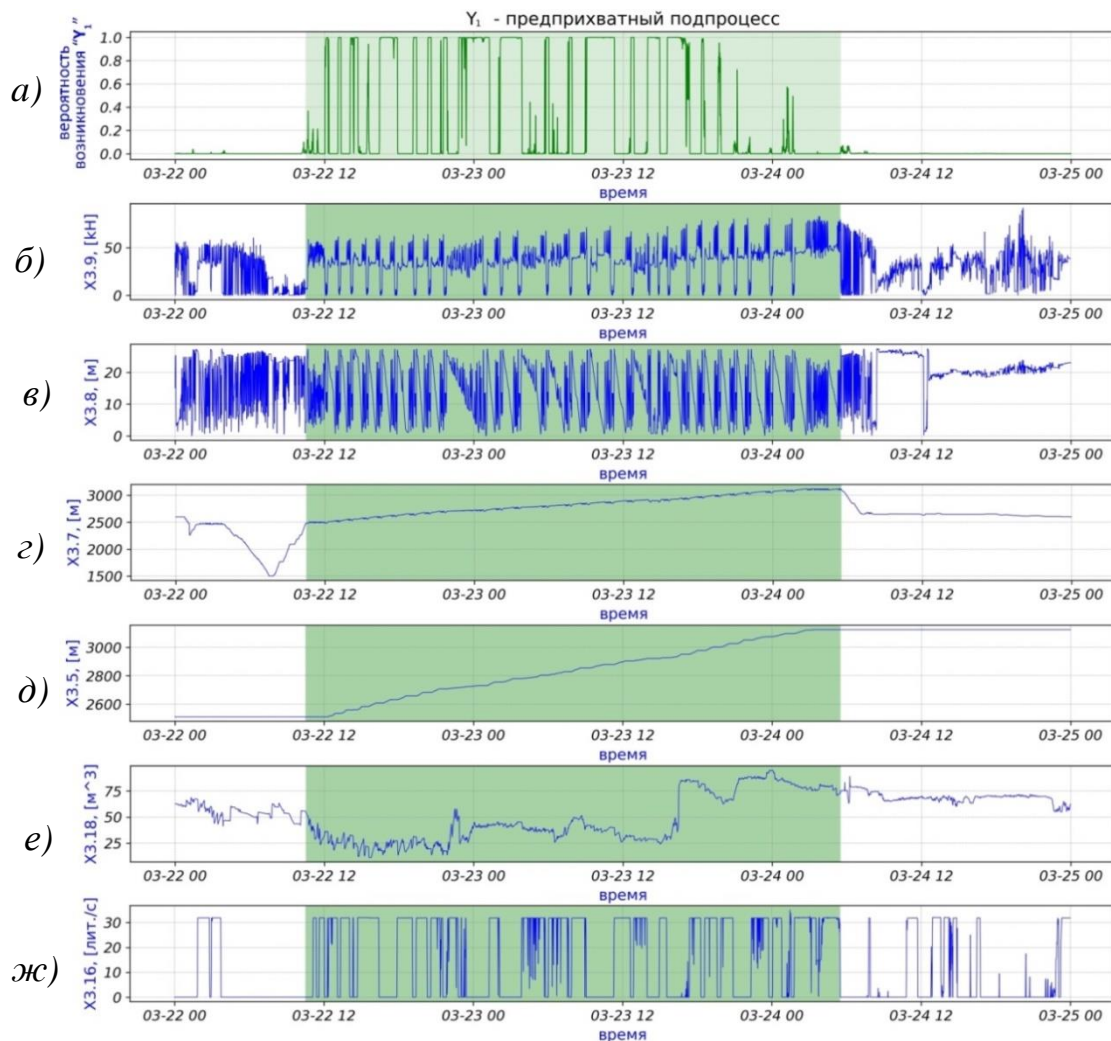 Y₁ - предприхватный подпроцесс
а)
вероятность
возникновения "Y₁"
1.0
0.8
0.6
0.4
0.2
0.0
03-22 00 03-22 12 03-23 00 03-23 12 03-24 00 03-24 12 03-25 00
время
б)
X3.9, [kH]
50
0
03-22 00 03-22 12 03-23 00 03-23 12 03-24 00 03-24 12 03-25 00
время
в)
X3.8, [м]
20
10
0
03-22 00 03-22 12 03-23 00 03-23 12 03-24 00 03-24 12 03-25 00
время
г)
X3.7, [м]
3000
2500
2000
1500
03-22 00 03-22 12 03-23 00 03-23 12 03-24 00 03-24 12 03-25 00
время
д)
X3.5, [м]
3000
2800
2600
03-22 00 03-22 12 03-23 00 03-23 12 03-24 00 03-24 12 03-25 00
время
е)
X3.18, [м^3]
75
50
25
03-22 00 03-22 12 03-23 00 03-23 12 03-24 00 03-24 12 03-25 00
время
ж)
X3.16, [лит./с]
30
20
10
0
03-22 00 03-22 12 03-23 00 03-23 12 03-24 00 03-24 12 03-25 00
время